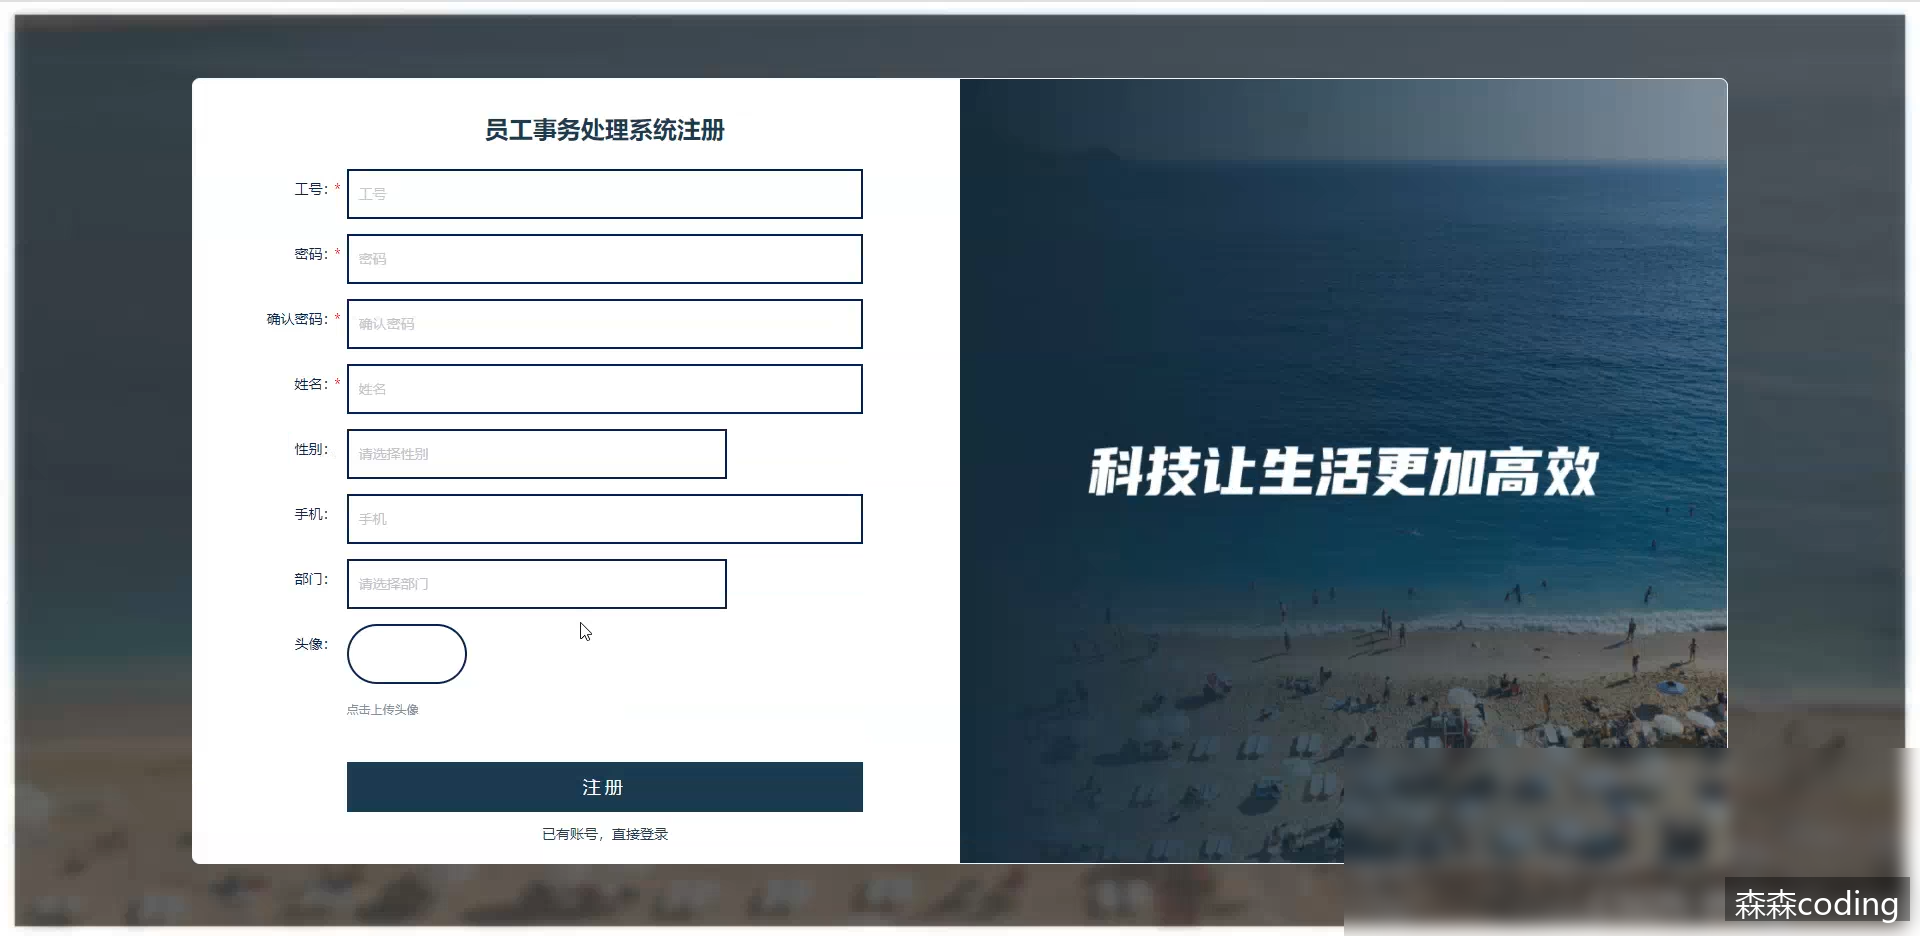 员工事务处理系统注册
工号：*
工号
密码：*
密码
确认密码：*
确认密码
姓名：*
姓名
性别：
请选择性别
手机：
手机
部门：
请选择部门
头像：
点击上传头像
注册
已有账号，直接登录
科技让生活更加高效
森森coding